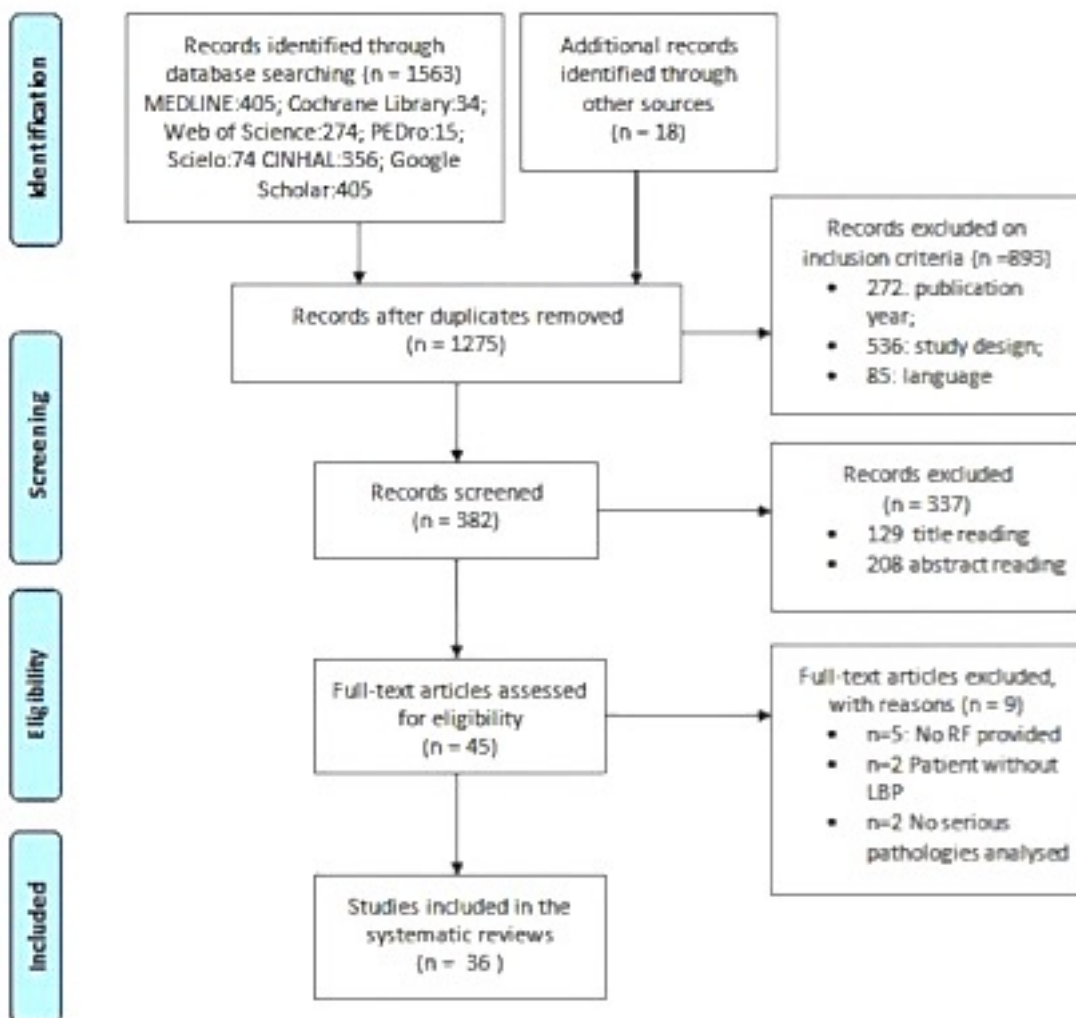 Identification
Records identified through
database searching (n = 1563)
MEDLINE:405; Cochrane Library:34;
Web of Science:274; PEDro:15;
Scielo:74 CINHAL:356; Google
Scholar:405
Additional records
identified through
other sources
(n = 18)
Records excluded on
inclusion criteria (n =893)
• 272: publication
year;
• 536: study design;
• 85: language
Records after duplicates removed
(n = 1275)
Screening
Records screened
(n = 382)
Records excluded
(n = 337)
• 129 title reading
• 208 abstract reading
Eligibility
Full-text articles assessed
for eligibility
(n = 45)
Full-text articles excluded,
with reasons (n = 9)
• n=5: No RF provided
• n=2 Patient without
LBP
• n=2 No serious
pathologies analysed
Included
Studies included in the
systematic reviews
(n = 36 )